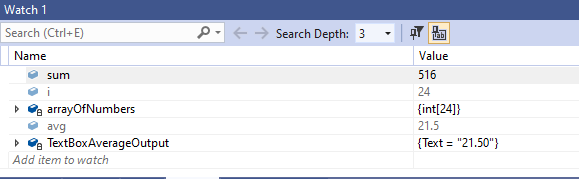 Watch 1
Search (Ctrl+E) Search Depth: 3
Name Value
sum 516
i 24
arrayOfNumbers {int[24]}
avg 21.5
TextBoxAverageOutput {Text = "21.50"}
Add item to watch